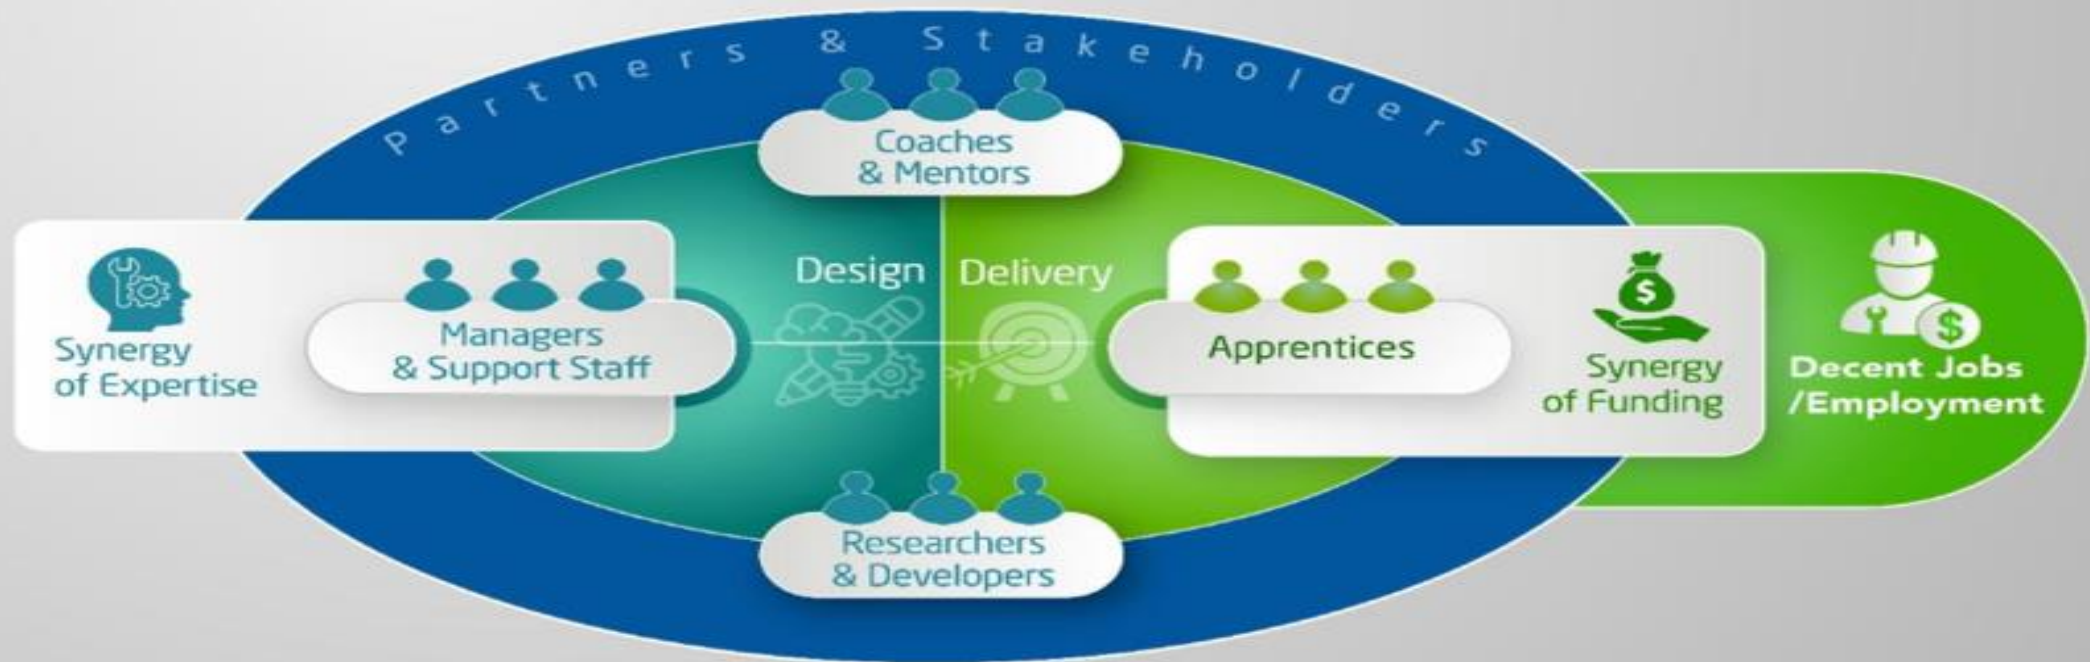 Partners & Stakeholders
Coaches
& Mentors
Synergy
of Expertise
Managers
& Support Staff
Design
Delivery
Apprentices
$
Synergy
of Funding
$
Decent Jobs
/Employment
Researchers
& Developers